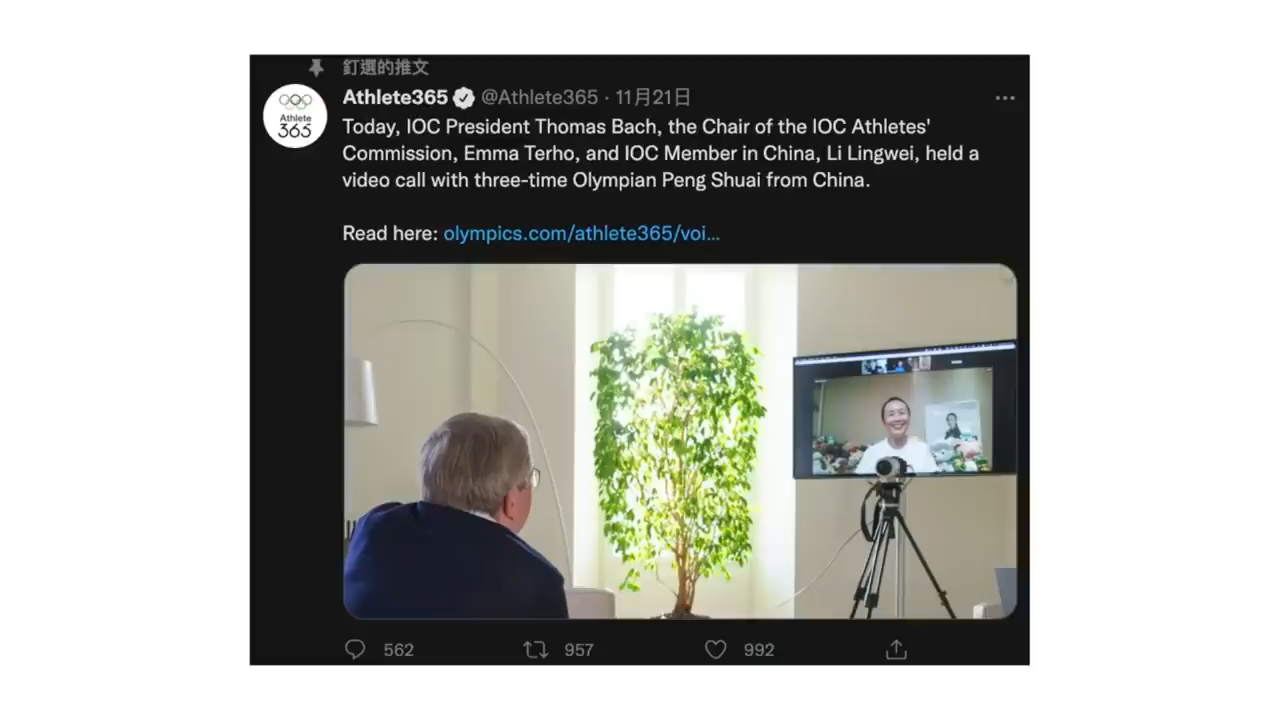 釘選的推文
Athlete365 @Athlete365 · 11月21日
Athlete
365
Today, IOC President Thomas Bach, the Chair of the IOC Athletes'
Commission, Emma Terho, and IOC Member in China, Li Lingwei, held a
video call with three-time Olympian Peng Shuai from China.
Read here: olympics.com/athlete365/voi...
562
957
992